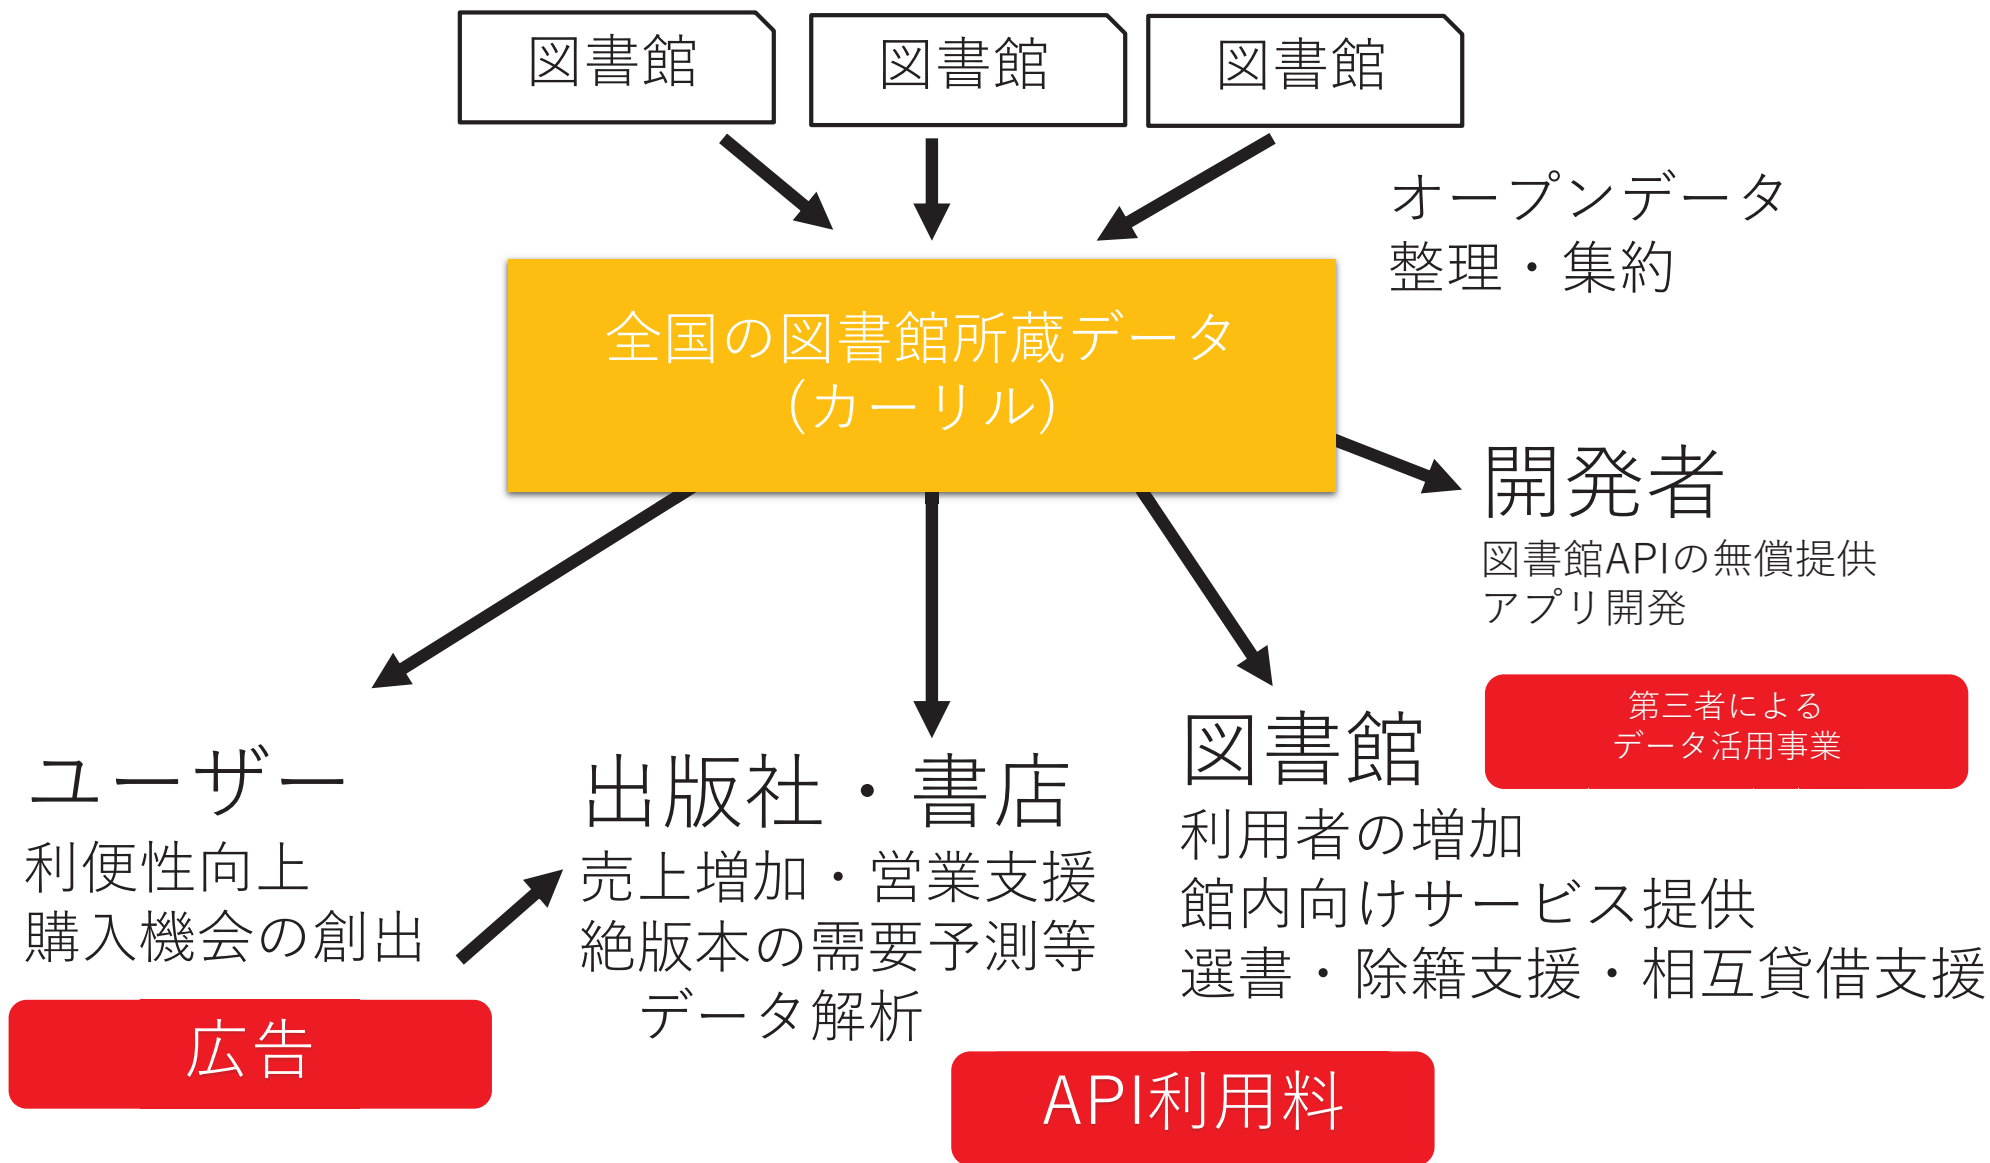 図書館
図書館
図書館
オープンデータ
整理・集約
全国の図書館所蔵データ
(カーリル)
開発者
図書館APIの無償提供
アプリ開発
第三者による
データ活用事業
ユーザー
利便性向上
購入機会の創出
広告
出版社・書店
売上増加・営業支援
絶版本の需要予測等
データ解析
図書館
利用者の増加
館内向けサービス提供
選書・除籍支援・相互貸借支援
API利用料